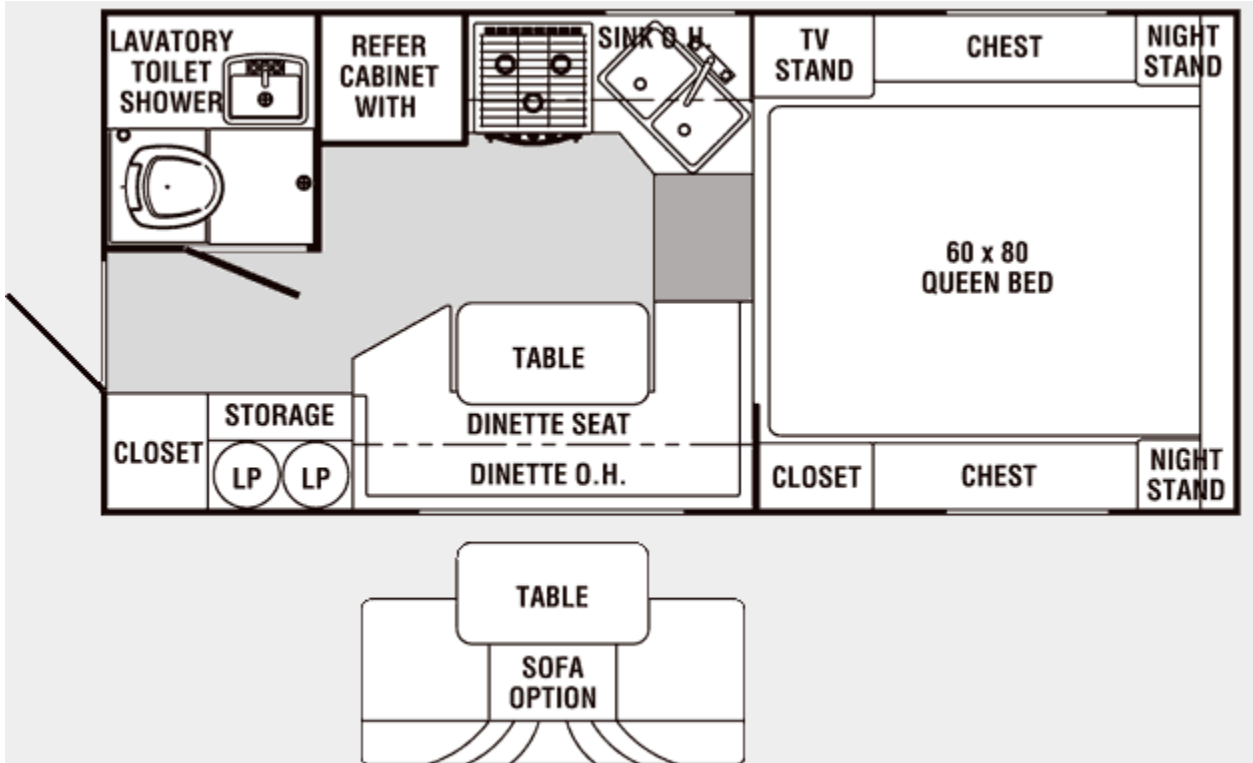 LAVATORY
TOILET
SHOWER
REFER
CABINET
WITH
SINK O.H.
TV
STAND
CHEST
NIGHT
STAND
60 x 80
QUEEN BED
TABLE
DINETTE SEAT
DINETTE O.H.
STORAGE
CLOSET
LP
LP
CLOSET
CHEST
NIGHT
STAND
TABLE
SOFA
OPTION